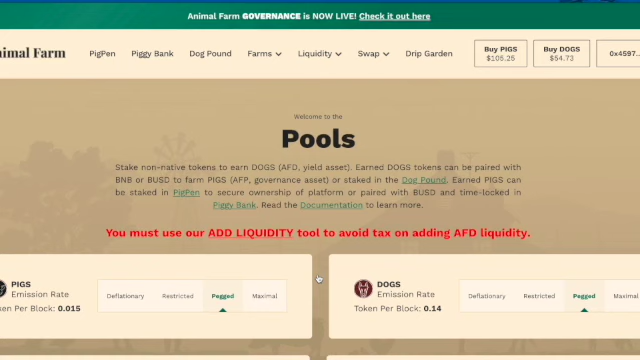 Animal Farm GOVERNANCE is NOW LIVE! Check it out here
nimal Farm
PigPen
Piggy Bank
Dog Pound
Farms
Liquidity
Swap
Drip Garden
Buy PIGS
$105.25
Buy DOGS
$54.73
0x4597...
Welcome to the
Pools
Stake non-native tokens to earn DOGS (AFD, yield asset). Earned DOGS tokens can be paired with
BNB or BUSD to farm PIGS (AFP, governance asset) or staked in the Dog Pound. Earned PIGS can
be staked in PigPen to secure ownership of platform or paired with BUSD and time-locked in
Piggy Bank. Read the Documentation to learn more.
You must use our ADD LIQUIDITY tool to avoid tax on adding AFD liquidity.
PIGS
Emission Rate
Deflationary
Restricted
Pegged
Maximal
ken Per Block: 0.015
DOGS
Emission Rate
Deflationary
Restricted
Pegged
Maximal
Token Per Block: 0.14